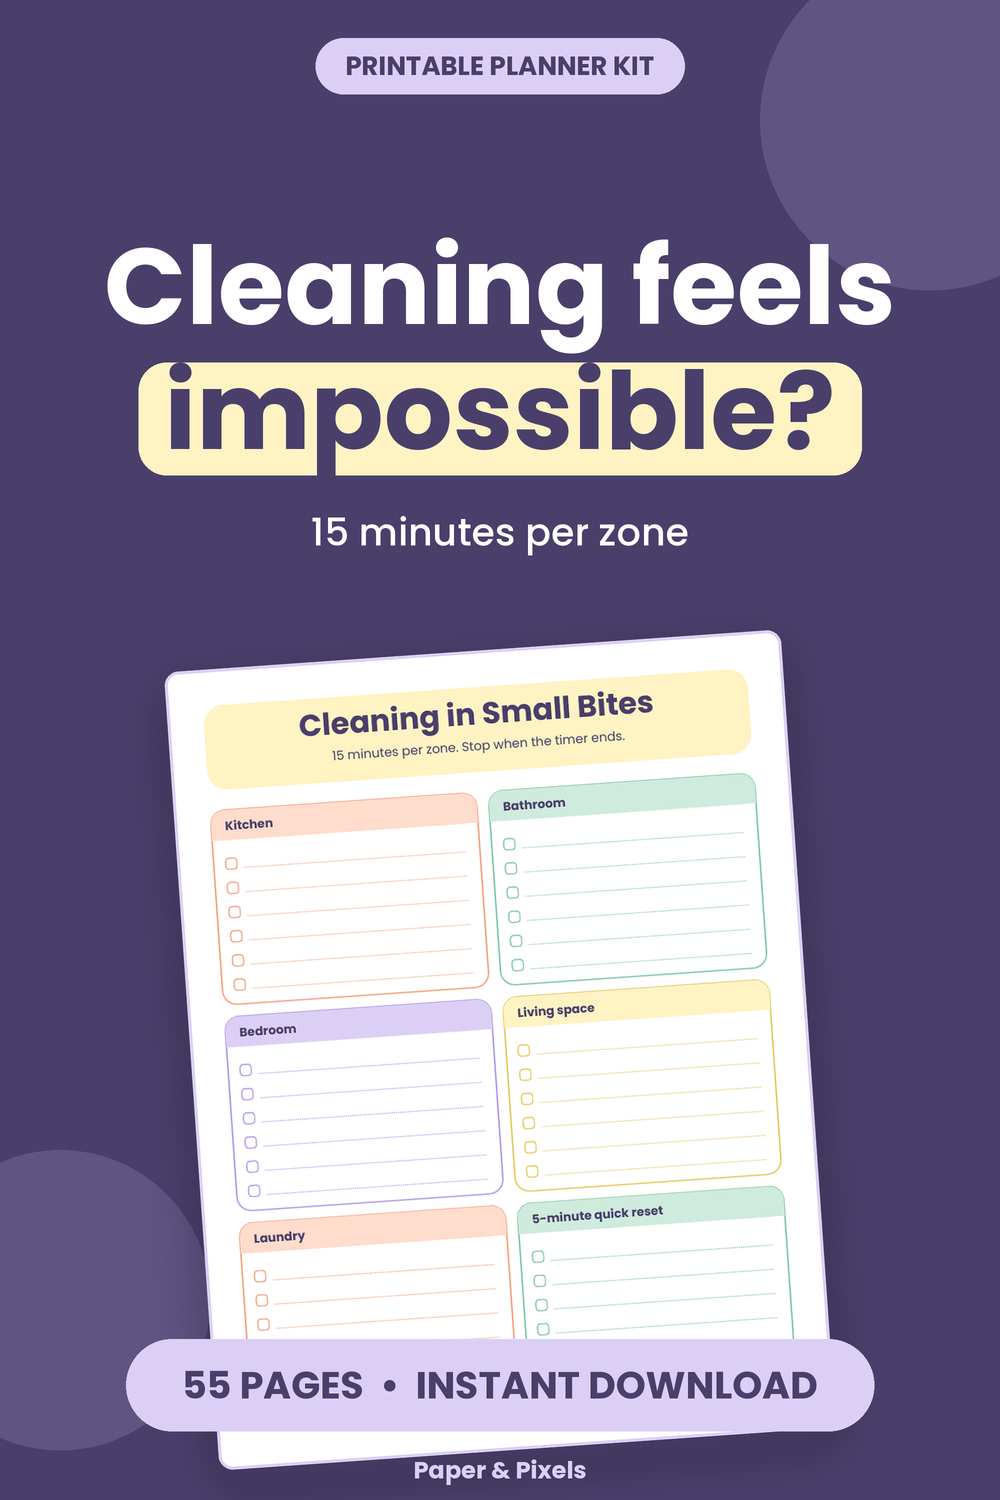 PRINTABLE PLANNER KIT
Cleaning feels
impossible?
15 minutes per zone
Cleaning in Small Bites
15 minutes per zone. Stop when the timer ends.
Kitchen
Bathroom
Bedroom
Living space
Laundry
5-minute quick reset
55 PAGES • INSTANT DOWNLOAD
Paper & Pixels